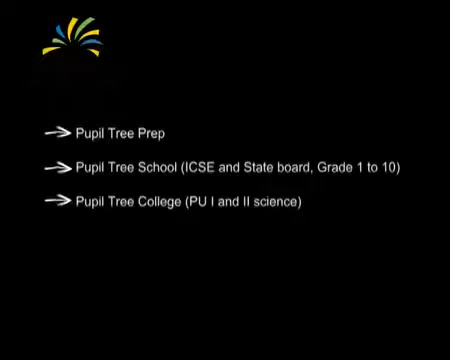 Pupil Tree Prep
Pupil Tree School (ICSE and State board, Grade 1 to 10)
Pupil Tree College (PU I and II science)